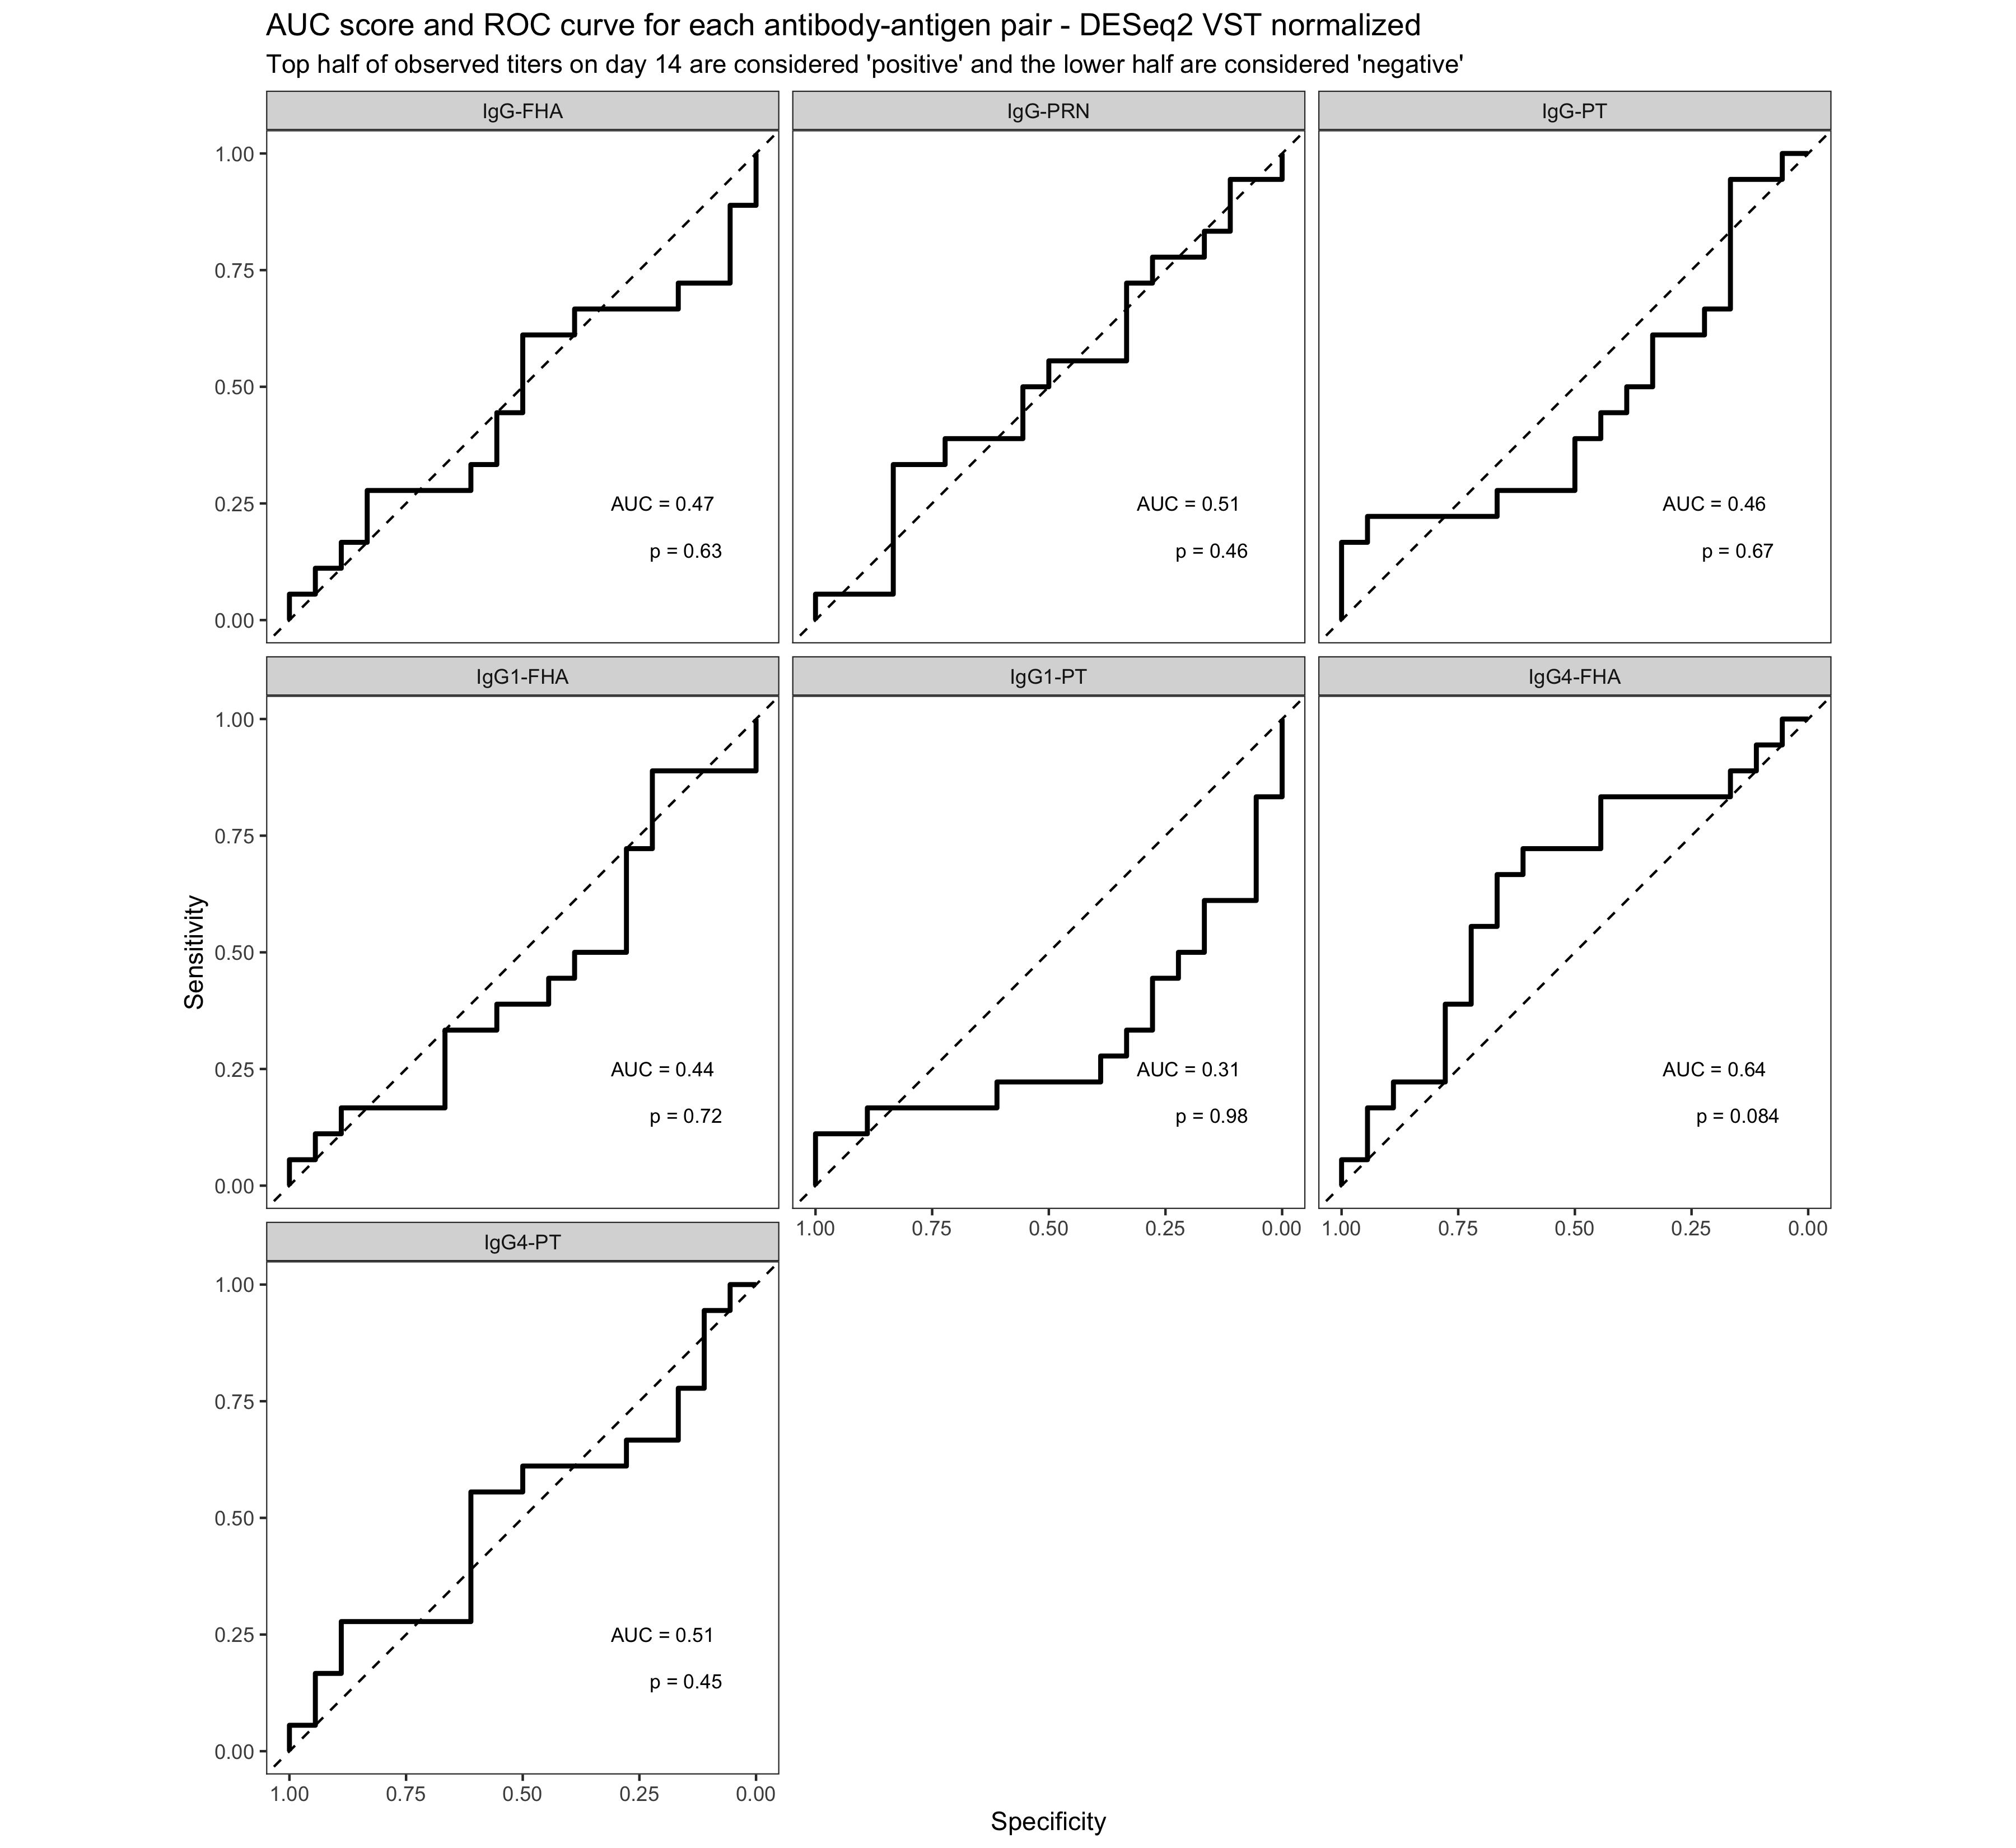 AUC score and ROC curve for each antibody-antigen pair - DESeq2 VST normalized
Top half of observed titers on day 14 are considered 'positive' and the lower half are considered 'negative'
IgG-FHA
IgG-PRN
IgG-PT
1.00
0.75
0.50
0.25
0.00
AUC = 0.47
p = 0.63
AUC = 0.51
p = 0.46
AUC = 0.46
p = 0.67
IgG1-FHA
IgG1-PT
IgG4-FHA
Sensitivity
1.00
0.75
0.50
0.25
0.00
AUC = 0.44
p = 0.72
AUC = 0.31
p = 0.98
AUC = 0.64
p = 0.084
1.00 0.75 0.50 0.25 0.00
1.00 0.75 0.50 0.25 0.00
IgG4-PT
1.00
0.75
0.50
0.25
0.00
AUC = 0.51
p = 0.45
1.00 0.75 0.50 0.25 0.00
Specificity